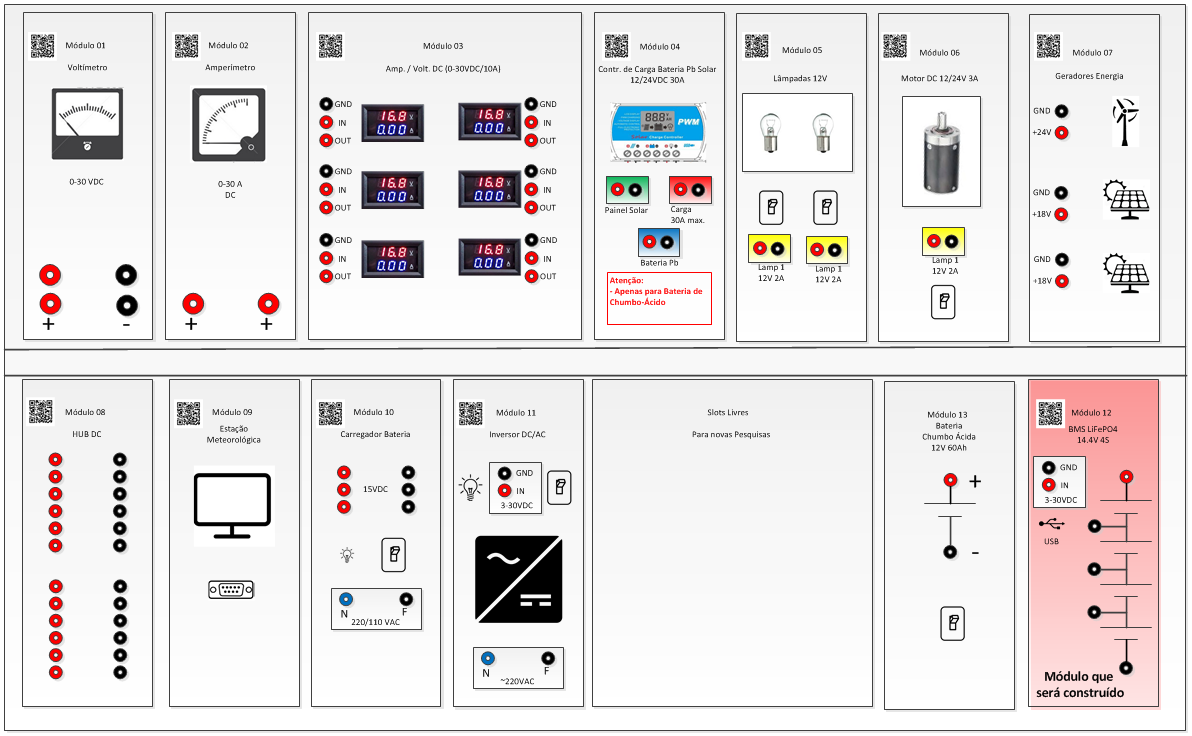 Módulo 01
Voltímetro
0-30 VDC
+
-
Módulo 02
Amperimetro
0-30 A
DC
+
+
Módulo 03
Amp. / Volt. DC (0-30VDC/10A)
GND
IN
OUT
16.8 V
0.00 A
16.8 V
0.00 A
GND
IN
OUT
GND
IN
OUT
16.8 V
0.00 A
16.8 V
0.00 A
GND
IN
OUT
GND
IN
OUT
16.8 V
0.00 A
16.8 V
0.00 A
GND
IN
OUT
Módulo 04
Contr. de Carga Bateria Pb Solar
12/24VDC 30A
88.8
PWM
Charge Controller
Painel Solar
Carga
30A max.
Bateria Pb
Atenção:
- Apenas para Bateria de
Chumbo-Ácido
Módulo 05
Lâmpadas 12V
Lamp 1
12V 2A
Lamp 1
12V 2A
Módulo 06
Motor DC 12/24V 3A
Lamp 1
12V 2A
Módulo 07
Geradores Energia
GND
+24V
GND
+18V
GND
+18V
Módulo 08
HUB DC
Módulo 09
Estação
Meteorológica
Módulo 10
Carregador Bateria
15VDC
N
F
220/110 VAC
Módulo 11
Inversor DC/AC
GND
IN
3-30VDC
N
F
~220VAC
Slots Livres
Para novas Pesquisas
Módulo 13
Bateria
Chumbo Ácida
12V 60Ah
+
-
Módulo 12
BMS LiFePO4
14.4V 4S
GND
IN
3-30VDC
USB
Módulo que
será construído